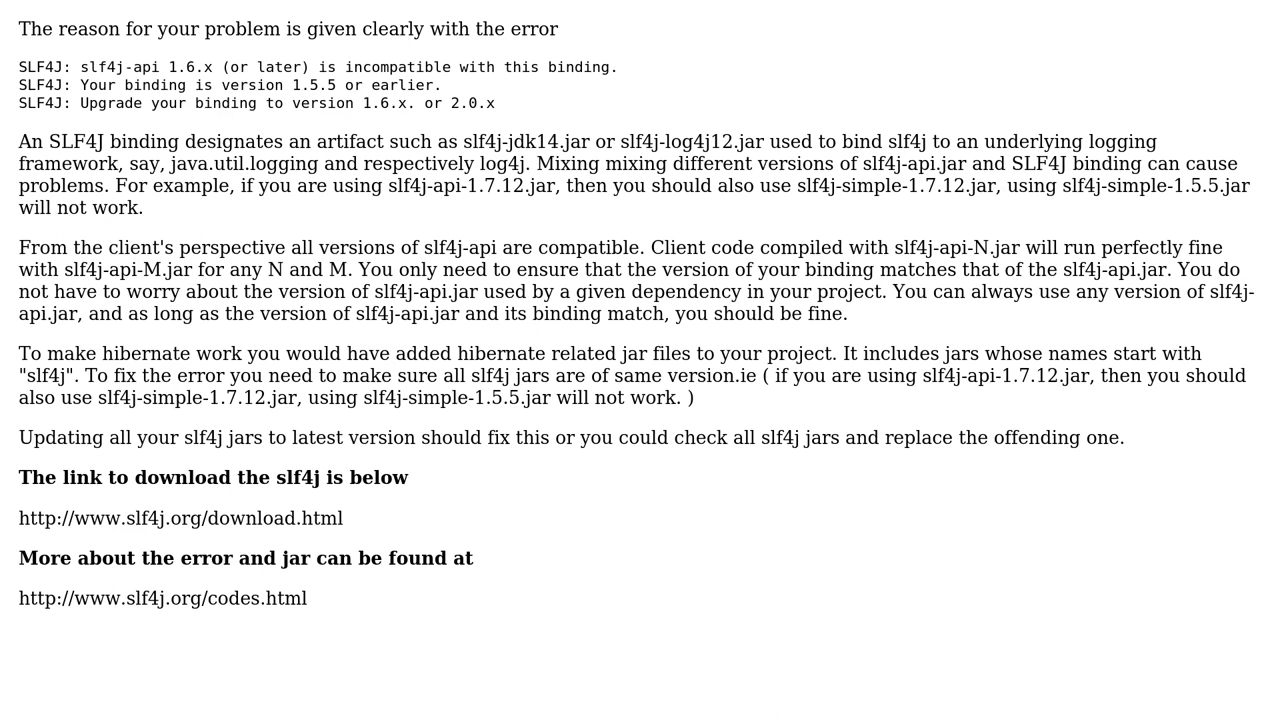 The reason for your problem is given clearly with the error
SLF4J: slf4j-api 1.6.x (or later) is incompatible with this binding.
SLF4J: Your binding is version 1.5.5 or earlier.
SLF4J: Upgrade your binding to version 1.6.x. or 2.0.x
An SLF4J binding designates an artifact such as slf4j-jdk14.jar or slf4j-log4j12.jar used to bind slf4j to an underlying logging
framework, say, java.util.logging and respectively log4j. Mixing mixing different versions of slf4j-api.jar and SLF4J binding can cause
problems. For example, if you are using slf4j-api-1.7.12.jar, then you should also use slf4j-simple-1.7.12.jar, using slf4j-simple-1.5.5.jar
will not work.
From the client's perspective all versions of slf4j-api are compatible. Client code compiled with slf4j-api-N.jar will run perfectly fine
with slf4j-api-M.jar for any N and M. You only need to ensure that the version of your binding matches that of the slf4j-api.jar. You do
not have to worry about the version of slf4j-api.jar used by a given dependency in your project. You can always use any version of slf4j-
api.jar, and as long as the version of slf4j-api.jar and its binding match, you should be fine.
To make hibernate work you would have added hibernate related jar files to your project. It includes jars whose names start with
"slf4j". To fix the error you need to make sure all slf4j jars are of same version.ie ( if you are using slf4j-api-1.7.12.jar, then you should
also use slf4j-simple-1.7.12.jar, using slf4j-simple-1.5.5.jar will not work. )
Updating all your slf4j jars to latest version should fix this or you could check all slf4j jars and replace the offending one.
The link to download the slf4j is below
http://www.slf4j.org/download.html
More about the error and jar can be found at
http://www.slf4j.org/codes.html